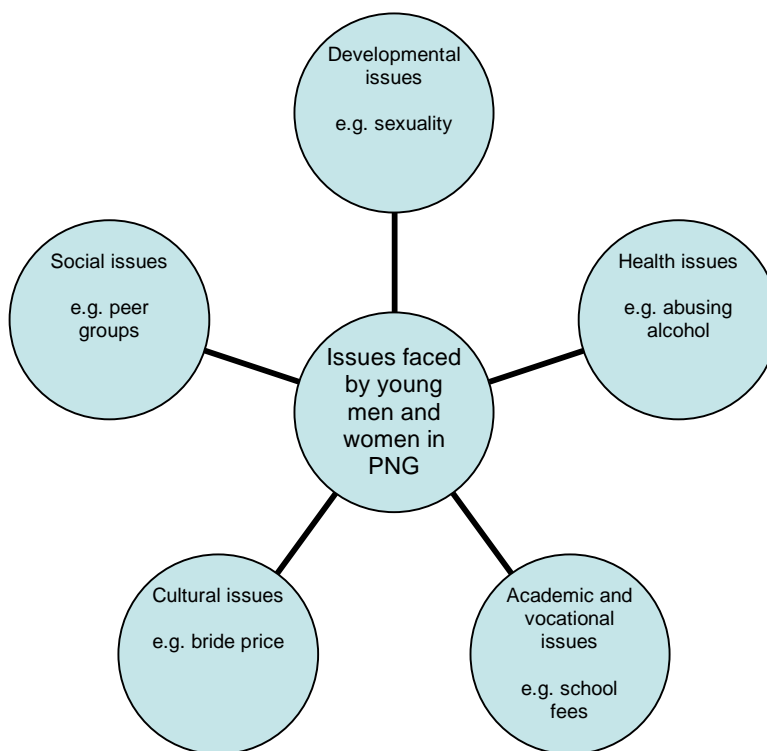 Developmental
issues
e.g. sexuality
Social issues
e.g. peer
groups
Health issues
e.g. abusing
alcohol
Issues faced
by young
men and
women in
PNG
Cultural issues
e.g. bride price
Academic and
vocational
issues
e.g. school
fees